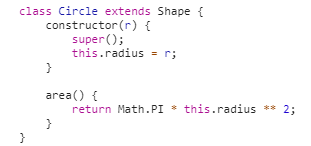 class Circle extends Shape {
    constructor(r) {
        super();
        this.radius = r;
    }

    area() {
        return Math.PI * this.radius ** 2;
    }
}